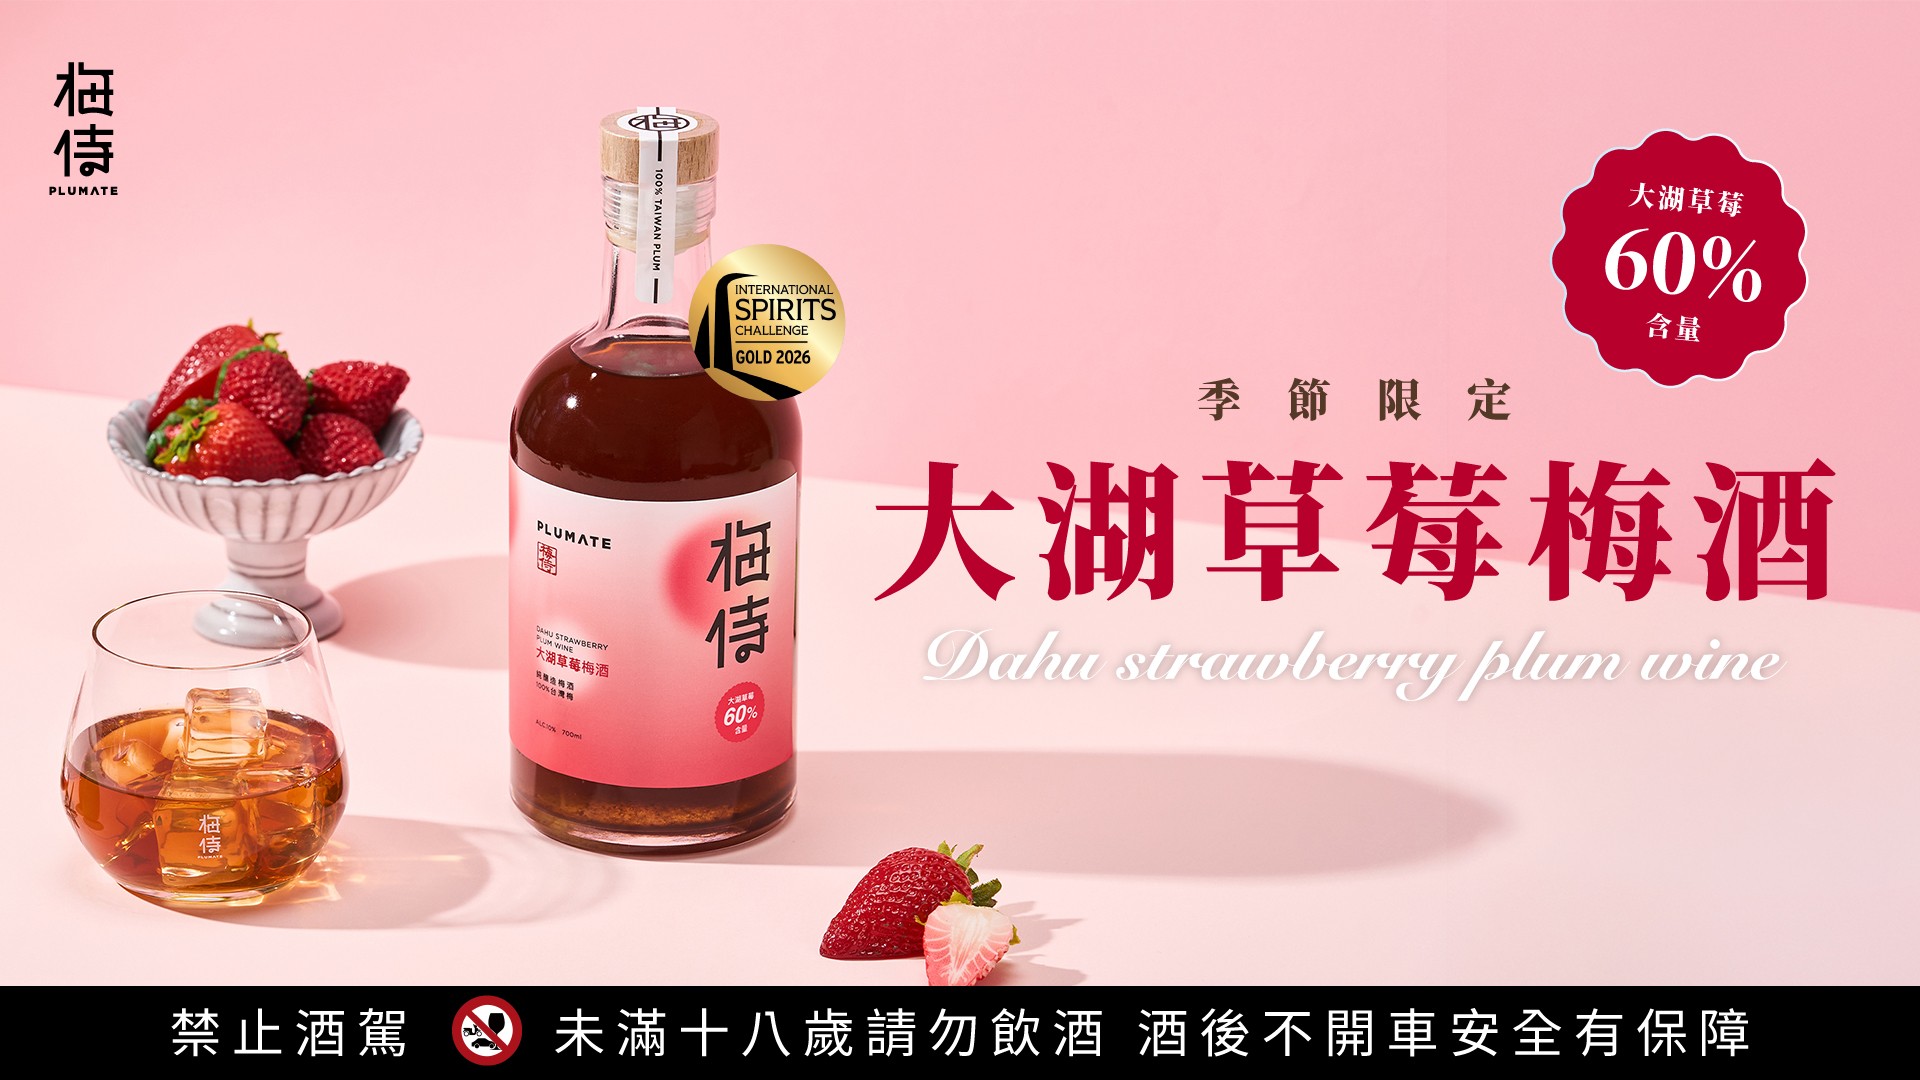 梅侍
PLUMATE
梅
100% TAIWAN PLUM
INTERNATIONAL
SPIRITS
CHALLENGE
GOLD 2026
大湖草莓
60%
含量
季節限定
大湖草莓梅酒
Dahu strawberry plum wine
PLUMATE
梅侍
梅侍
DAHU STRAWBERRY
PLUM WINE
大湖草莓梅酒
純釀造梅酒
100%台灣梅
ALC.10% 700ml
大湖草莓
60%
含量
梅侍
PLUMATE
禁止酒駕 未滿十八歲請勿飲酒 酒後不開車安全有保障